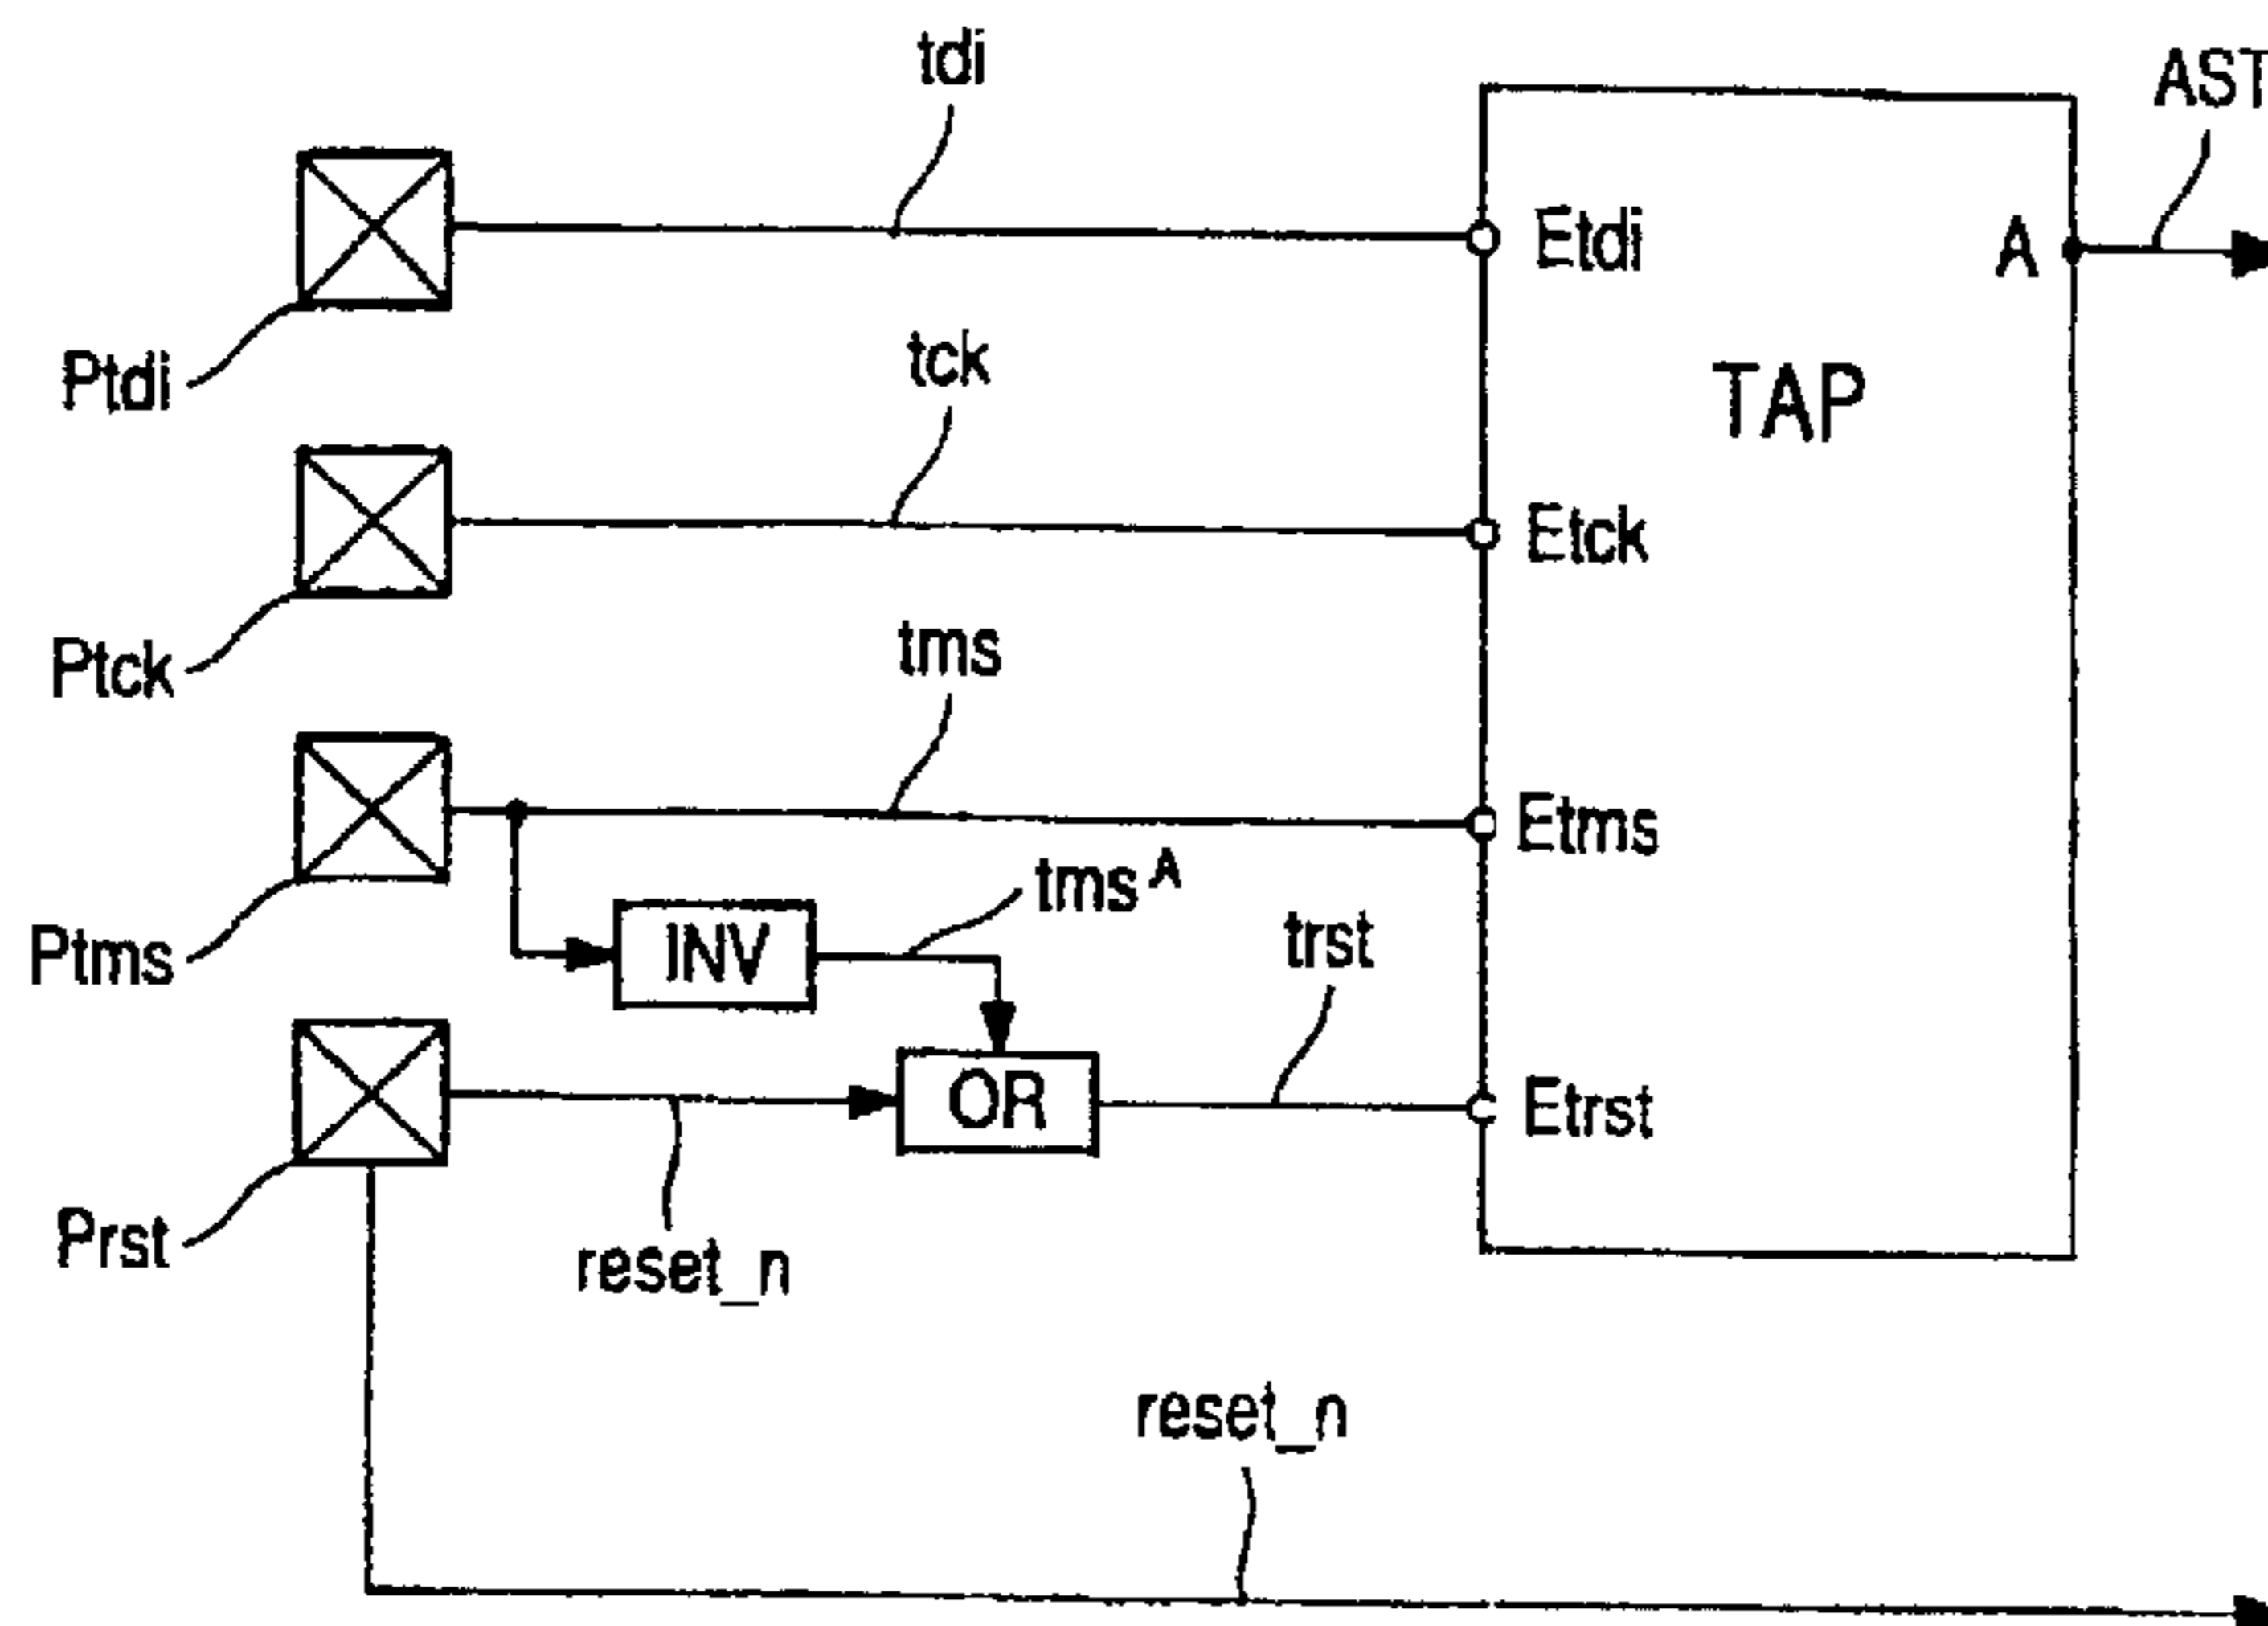 tdi
AST
Etdi
A
Ptdi
tck
TAP
Etck
Ptck
tms
Etms
tms A
trst
INV
Ptms
OR
Etrst
Prst
reset_n
reset_n